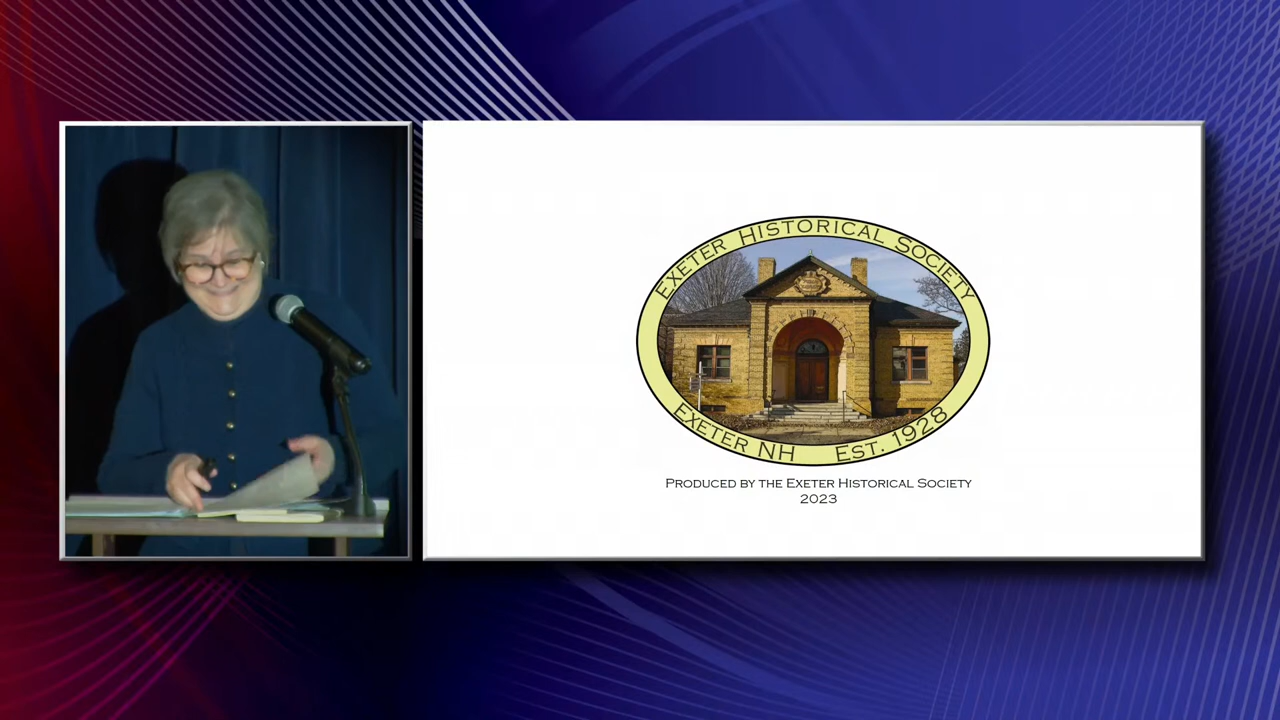 EXETER HISTORICAL SOCIETY
EXETER NH EST. 1928
PRODUCED BY THE EXETER HISTORICAL SOCIETY
2023